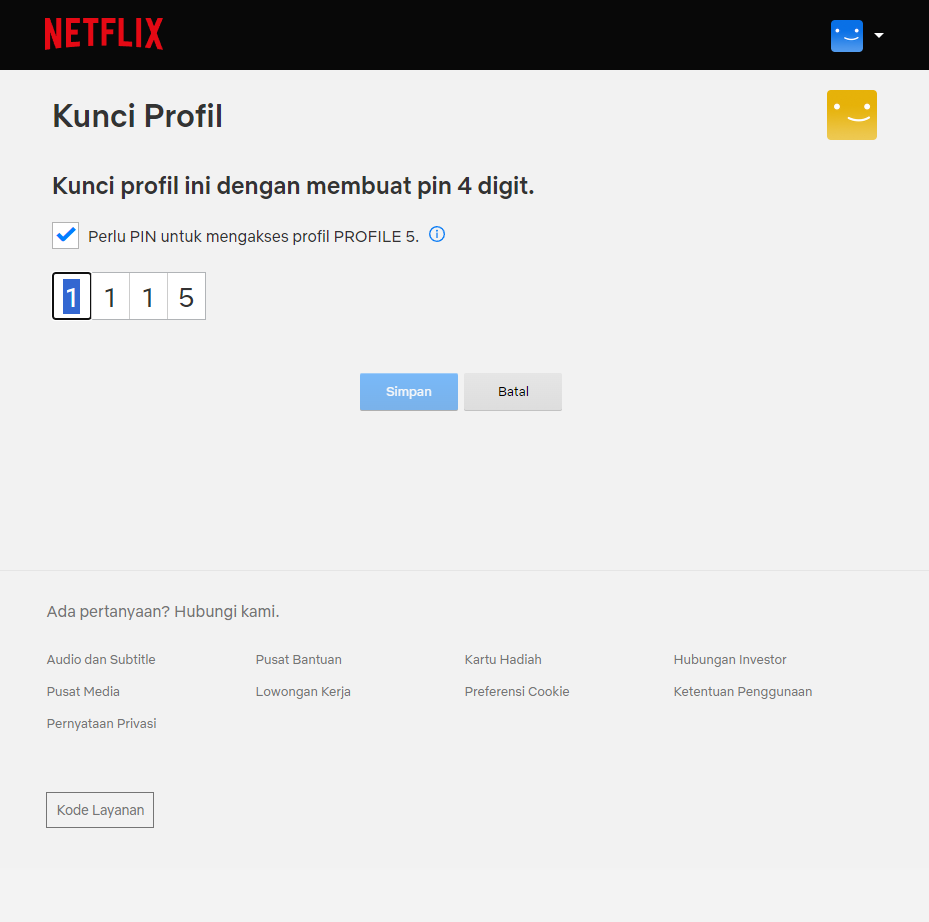 NETFLIX
Kunci Profil
Kunci profil ini dengan membuat pin 4 digit.
Perlu PIN untuk mengakses profil PROFILE 5.
1 1 1 5
Simpan Batal
Ada pertanyaan? Hubungi kami.
Audio dan Subtitle Pusat Bantuan Kartu Hadiah Hubungan Investor
Pusat Media Lowongan Kerja Preferensi Cookie Ketentuan Penggunaan
Pernyataan Privasi
Kode Layanan